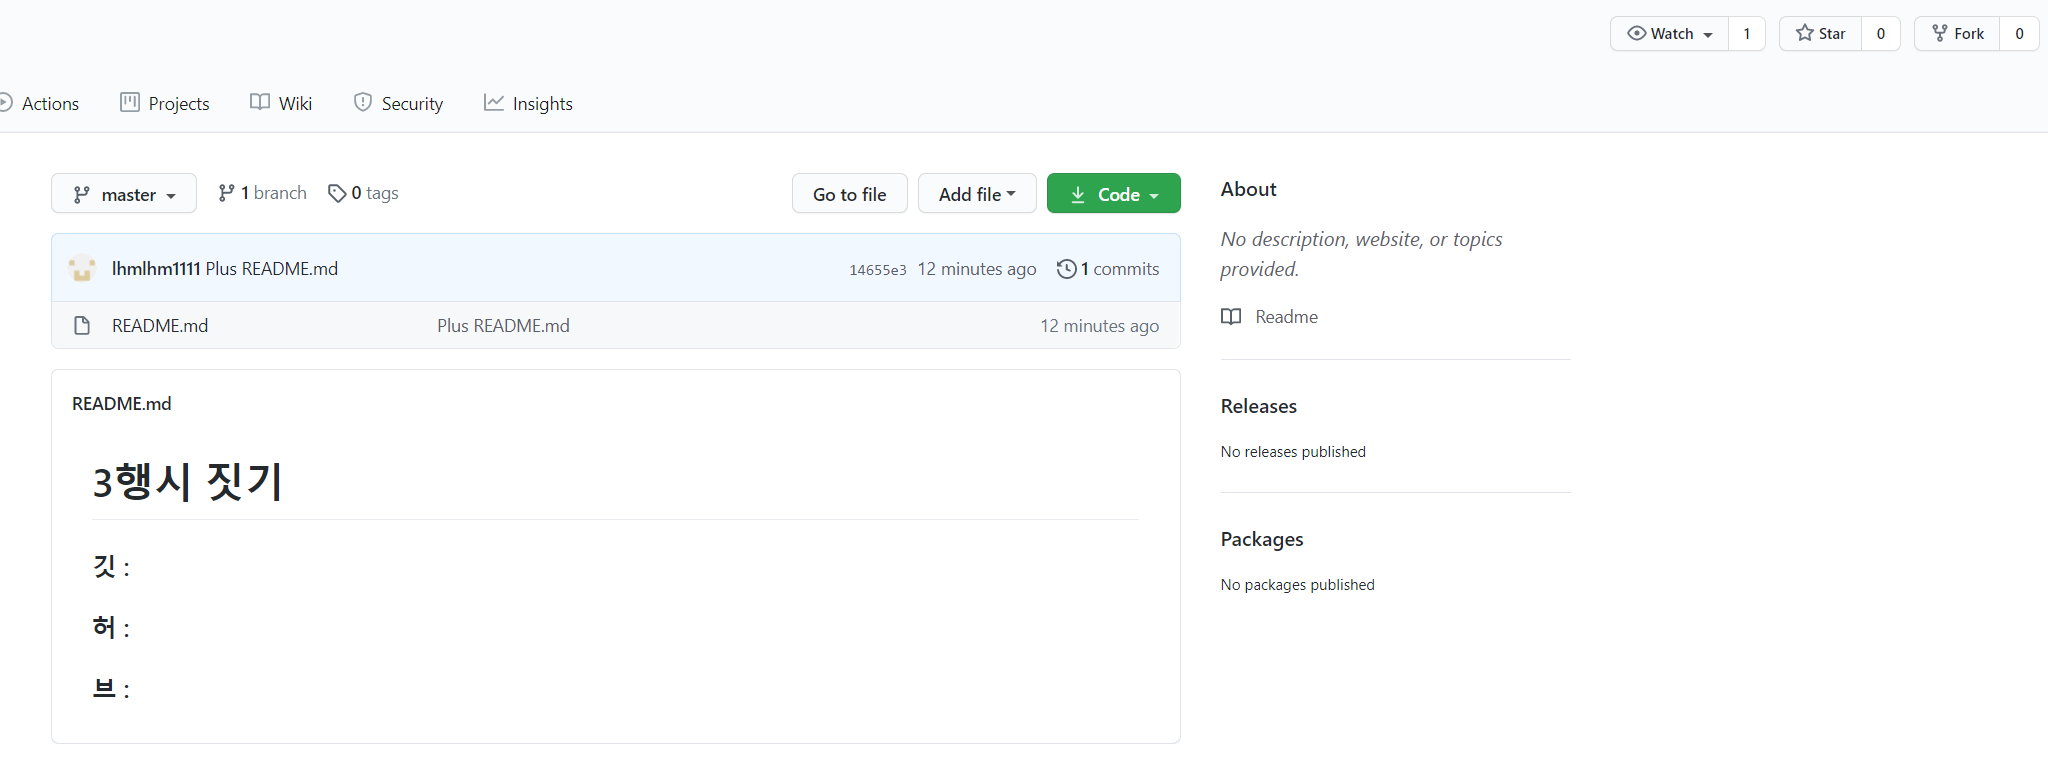 Watch 1 Star 0 Fork 0
Actions Projects Wiki Security Insights
master 1 branch 0 tags Go to file Add file Code
lhmlhm1111 Plus README.md 14655e3 12 minutes ago 1 commits
README.md Plus README.md 12 minutes ago
README.md
3행시 짓기
깃 :
허 :
브 :
About
No description, website, or topics
provided.
Readme
Releases
No releases published
Packages
No packages published